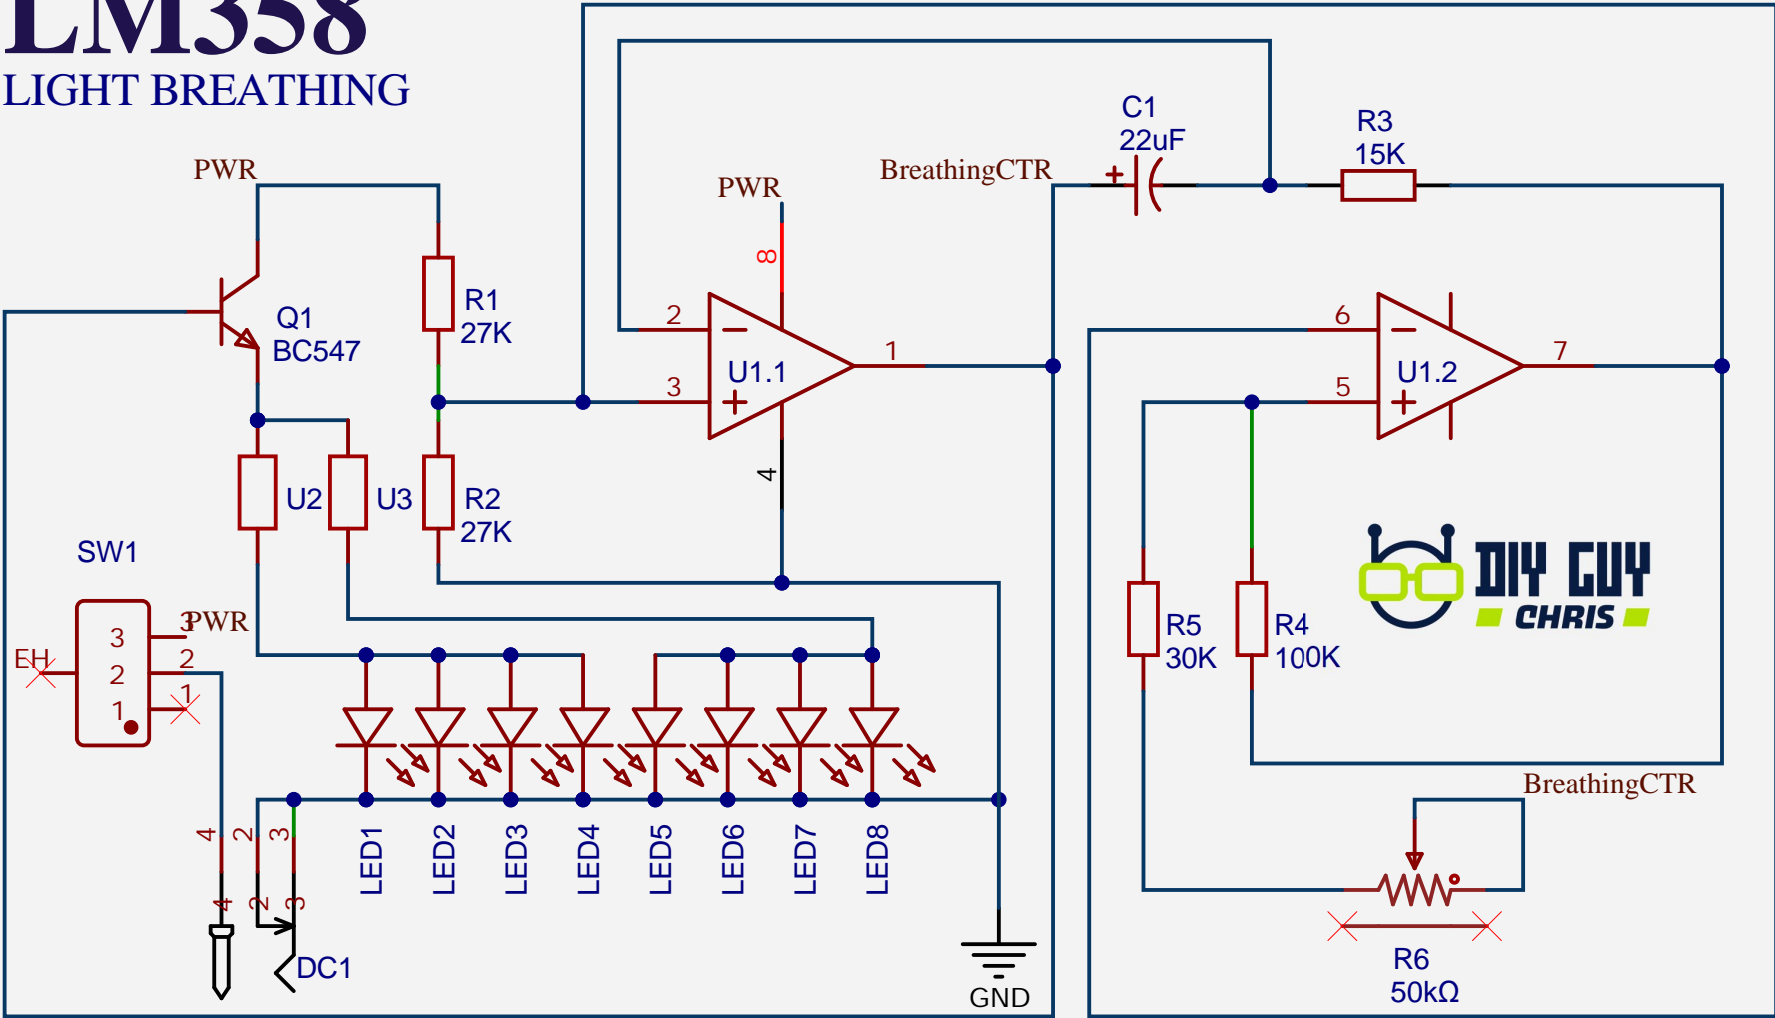 LM358
LIGHT BREATHING
C1
22uF
R3
15K
PWR
PWR
BreathingCTR
8
Q1
BC547
R1
27K
2
3
U1.1
1
4
6
5
U1.2
7
U2
U3
R2
27K
SW1
3
2
1
3
2
1
PWR
EH
R5
30K
R4
100K
DIY GUY
CHRIS
BreathingCTR
4
2
3
4
2
3
LED1
LED2
LED3
LED4
LED5
LED6
LED7
LED8
DC1
GND
R6
50kΩ